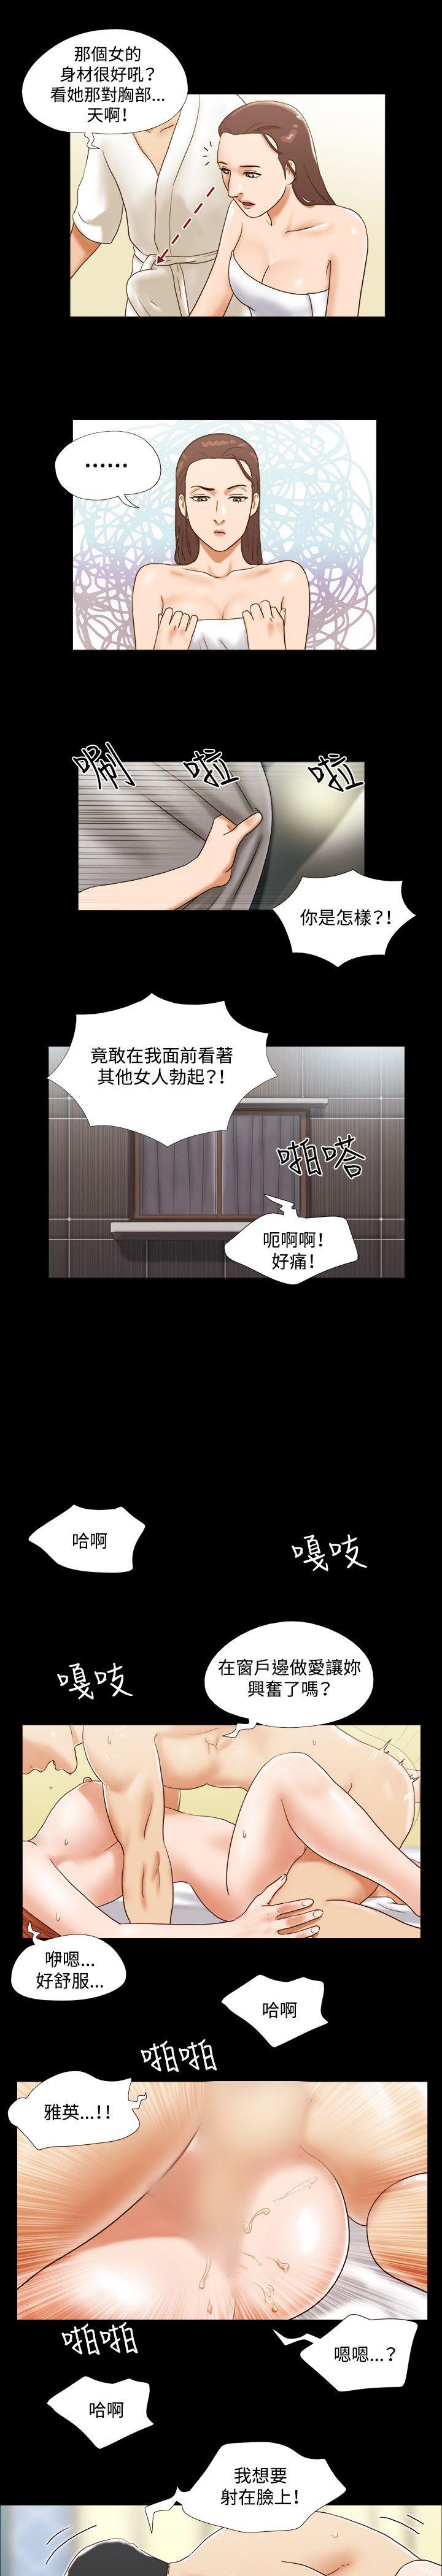 那個女的
身材很好吼？
看她那對胸部...
天啊！
......
唰
啦
啦
你是怎樣？！
竟敢在我面前看著
其他女人勃起？！
啪嗒
呃啊啊！
好痛！
哈啊
嘎吱
在窗戶邊做愛讓妳
興奮了嗎？
嘎吱
咿嗯...
好舒服...
哈啊
啪啪
雅英...！！
啪啪
嗯嗯...？
哈啊
我想要
射在臉上！